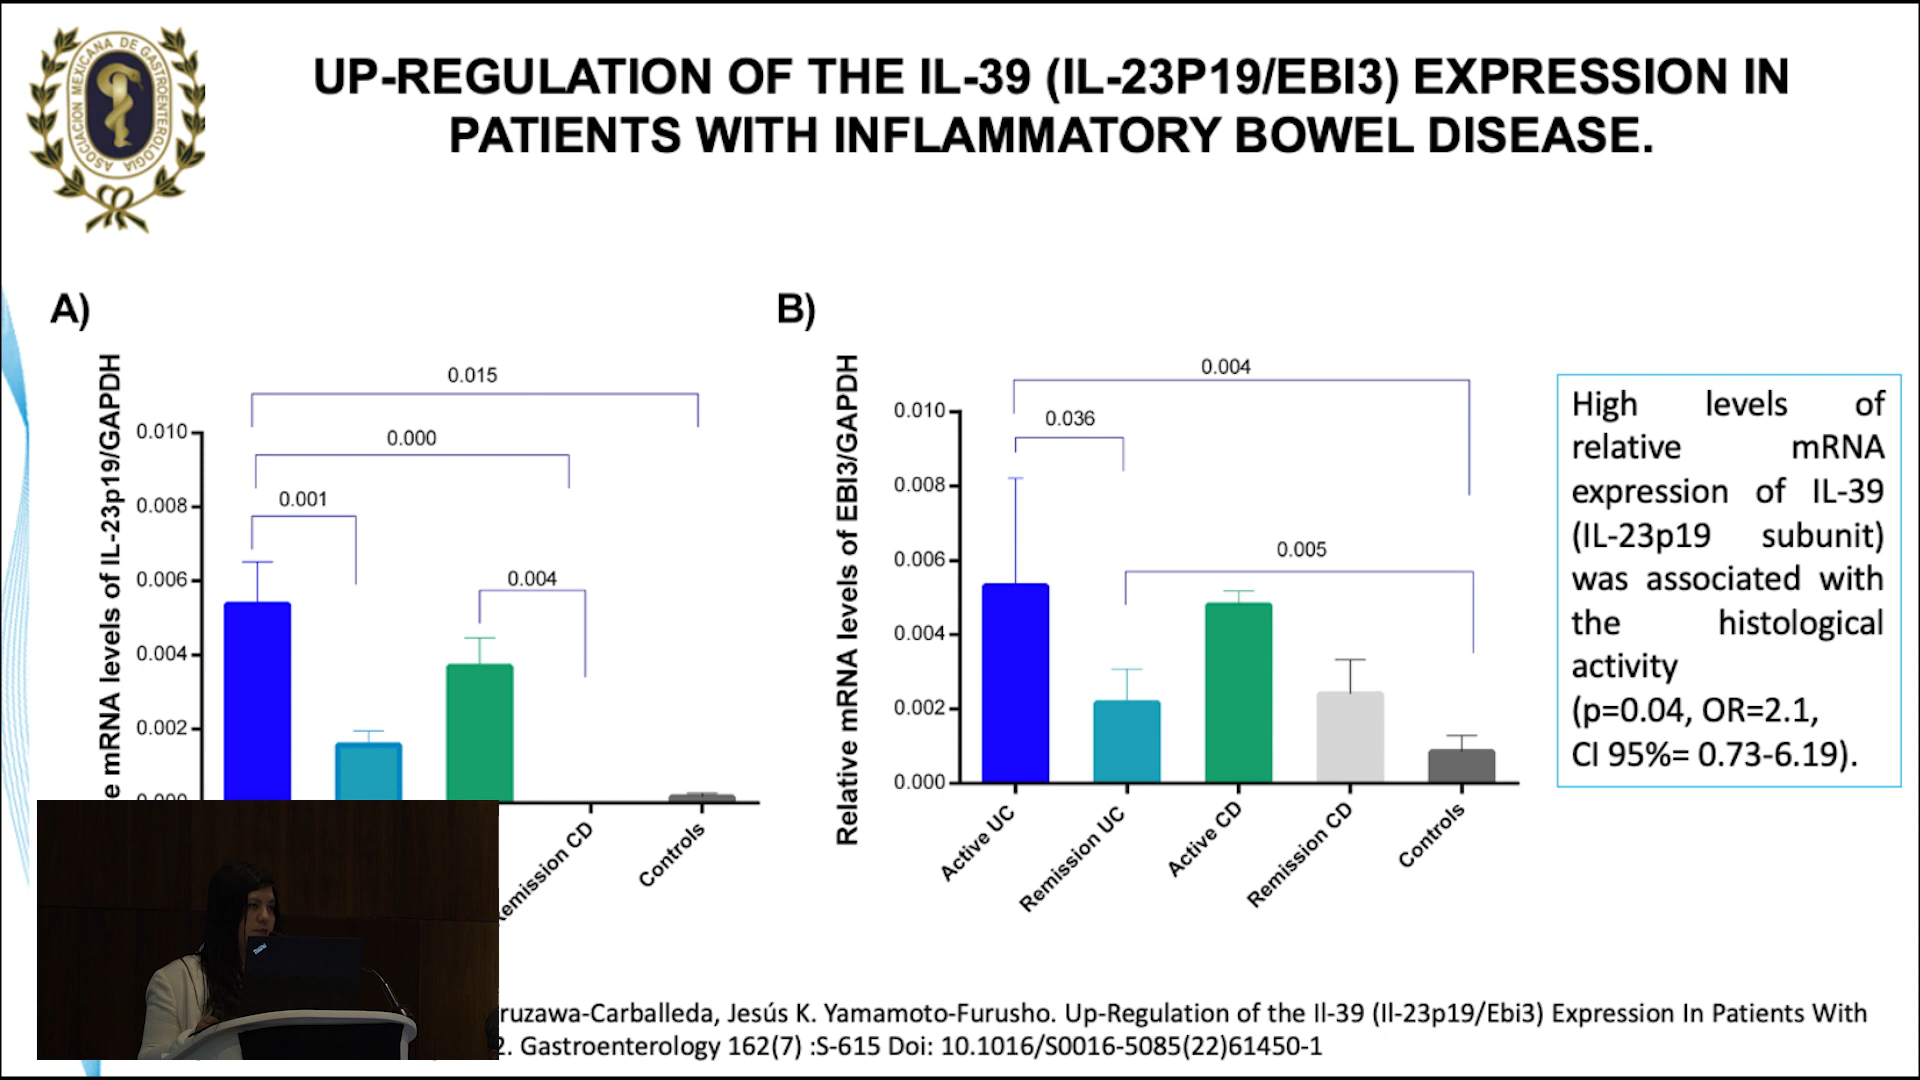 ASOCIACION MEXICANA DE GASTROENTEROLOGIA
UP-REGULATION OF THE IL-39 (IL-23P19/EBI3) EXPRESSION IN
PATIENTS WITH INFLAMMATORY BOWEL DISEASE.
A)
e mRNA levels of IL-23p19/GAPDH
0.015
0.000
0.001
0.004
0.010
0.008
0.006
0.004
0.002
0.000
Remission CD
Controls
B)
Relative mRNA levels of EBI3/GAPDH
0.004
0.036
0.005
0.010
0.008
0.006
0.004
0.002
0.000
Active UC
Remission UC
Active CD
Remission CD
Controls
High levels of
relative mRNA
expression of IL-39
(IL-23p19 subunit)
was associated with
the histological
activity
(p=0.04, OR=2.1,
CI 95%= 0.73-6.19).
ruzawa-Carballeda, Jesús K. Yamamoto-Furusho. Up-Regulation of the Il-39 (Il-23p19/Ebi3) Expression In Patients With
2. Gastroenterology 162(7) :S-615 Doi: 10.1016/S0016-5085(22)61450-1